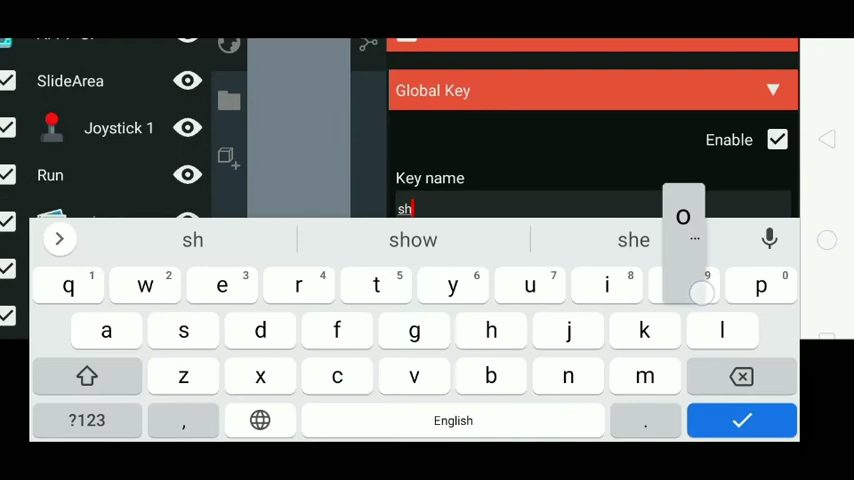 SlideArea
Joystick 1
Run
Global Key
Enable
Key name
sh
sh show she
o
...
q 1 w 2 e 3 r 4 t 5 y 6 u 7 i 8 9 p 0
a s d f g h j k l
z x c v b n m
?123 , English .